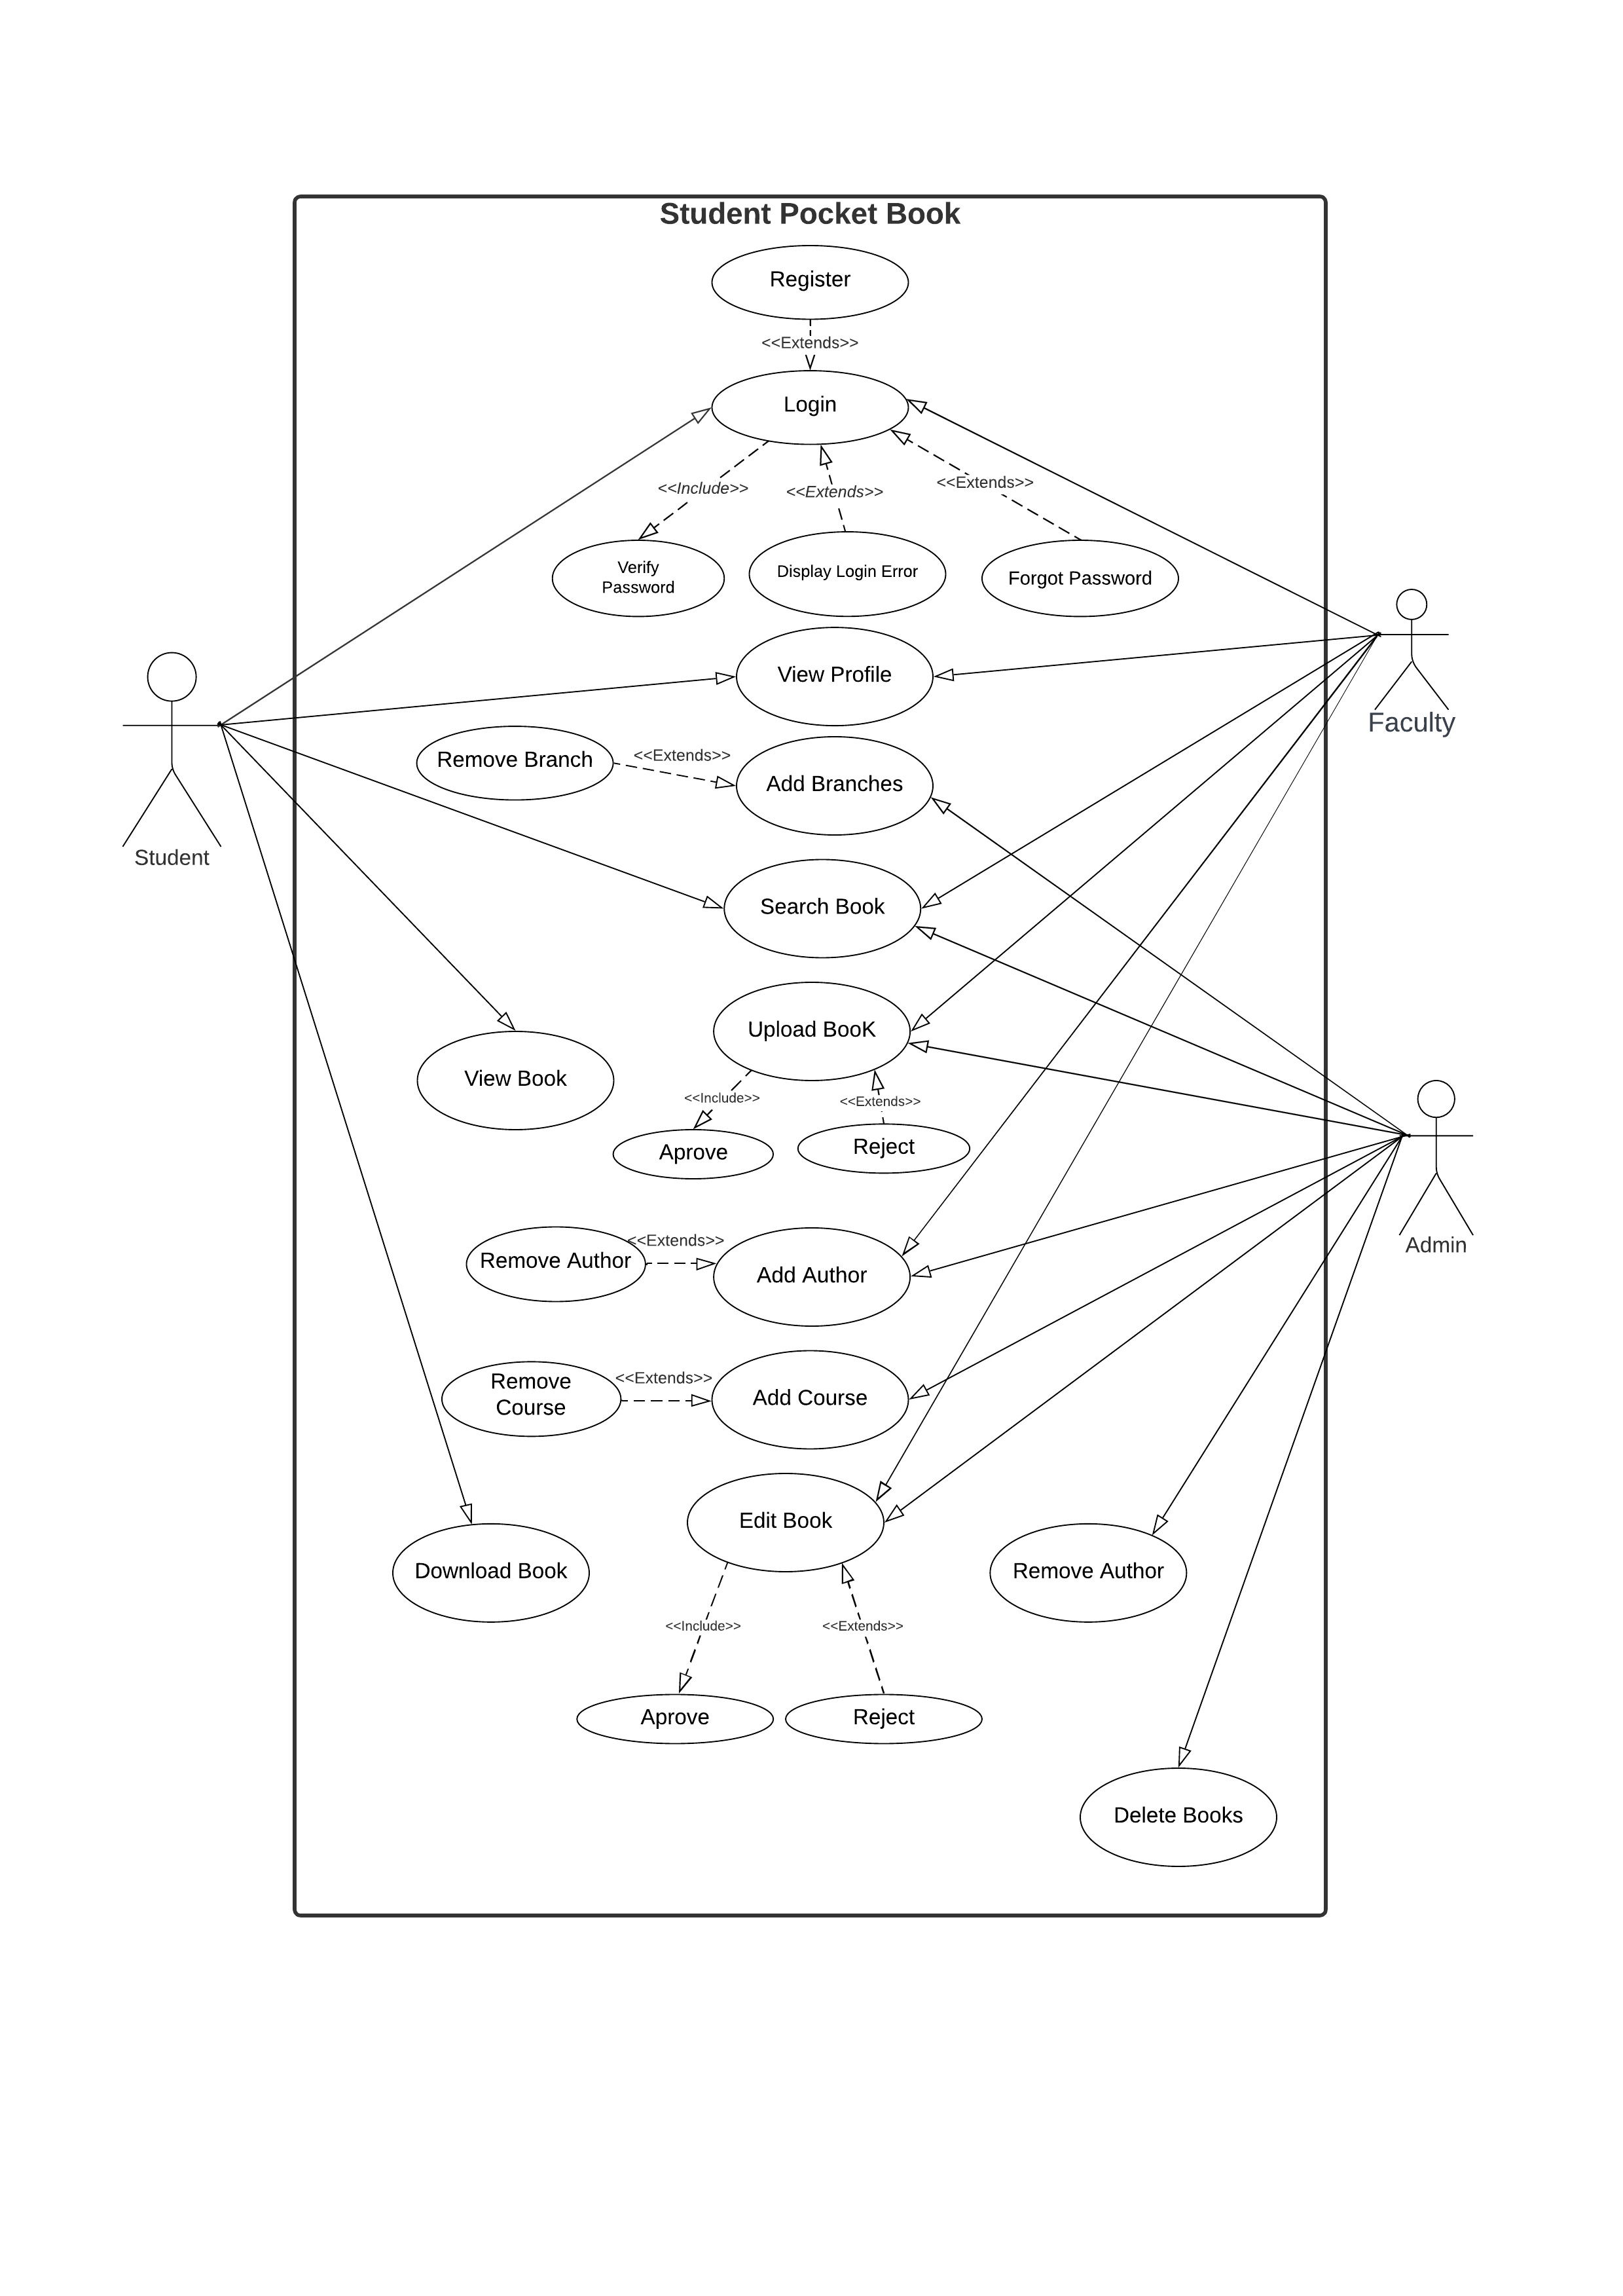 Student Pocket Book
Register
<<Extends>>
Login
<<Include>>
<<Extends>>
<<Extends>>
Verify
Password
Display Login Error
Forgot Password
View Profile
Faculty
Remove Branch
<<Extends>>
Add Branches
Student
Search Book
Upload BooK
View Book
<<Include>>
<<Extends>>
Aprove
Reject
Admin
Remove Author
<<Extends>>
Add Author
Remove
Course
<<Extends>>
Add Course
Edit Book
Download Book
Remove Author
<<Include>>
<<Extends>>
Aprove
Reject
Delete Books